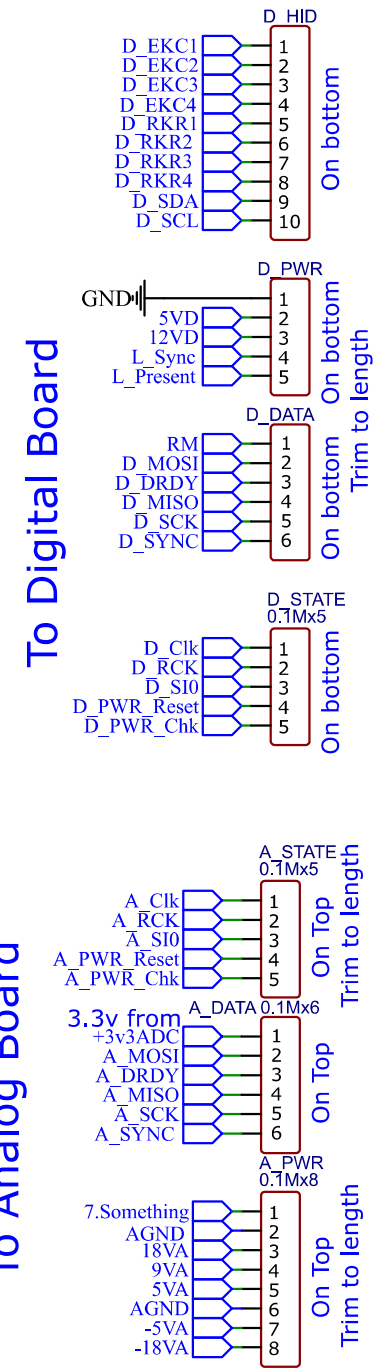 To Digital Board
D_HID
D_EKC1 1
D_EKC2 2
D_EKC3 3
D_EKC4 4
D_RKR1 5
D_RKR2 6
D_RKR3 7
D_RKR4 8
D_SDA 9
D_SCL 10
On bottom
D_PWR
GND 1
5VD 2
12VD 3
L_Sync 4
L_Present 5
On bottom
Trim to length
D_DATA
RM 1
D_MOSI 2
D_DRDY 3
D_MISO 4
D_SCK 5
D_SYNC 6
On bottom
D_STATE
0.1Mx5
D_Clk 1
D_RCK 2
D_SI0 3
D_PWR_Reset 4
D_PWR_Chk 5
On bottom
To Analog Board
A_STATE
0.1Mx5
A_Clk 1
A_RCK 2
A_SI0 3
A_PWR_Reset 4
A_PWR_Chk 5
On Top
Trim to length
A_DATA 0.1Mx6
3.3v from
+3v3ADC 1
A_MOSI 2
A_DRDY 3
A_MISO 4
A_SCK 5
A_SYNC 6
On Top
A_PWR
0.1Mx8
7.Something 1
AGND 2
18VA 3
9VA 4
5VA 5
AGND 6
-5VA 7
-18VA 8
On Top
Trim to length